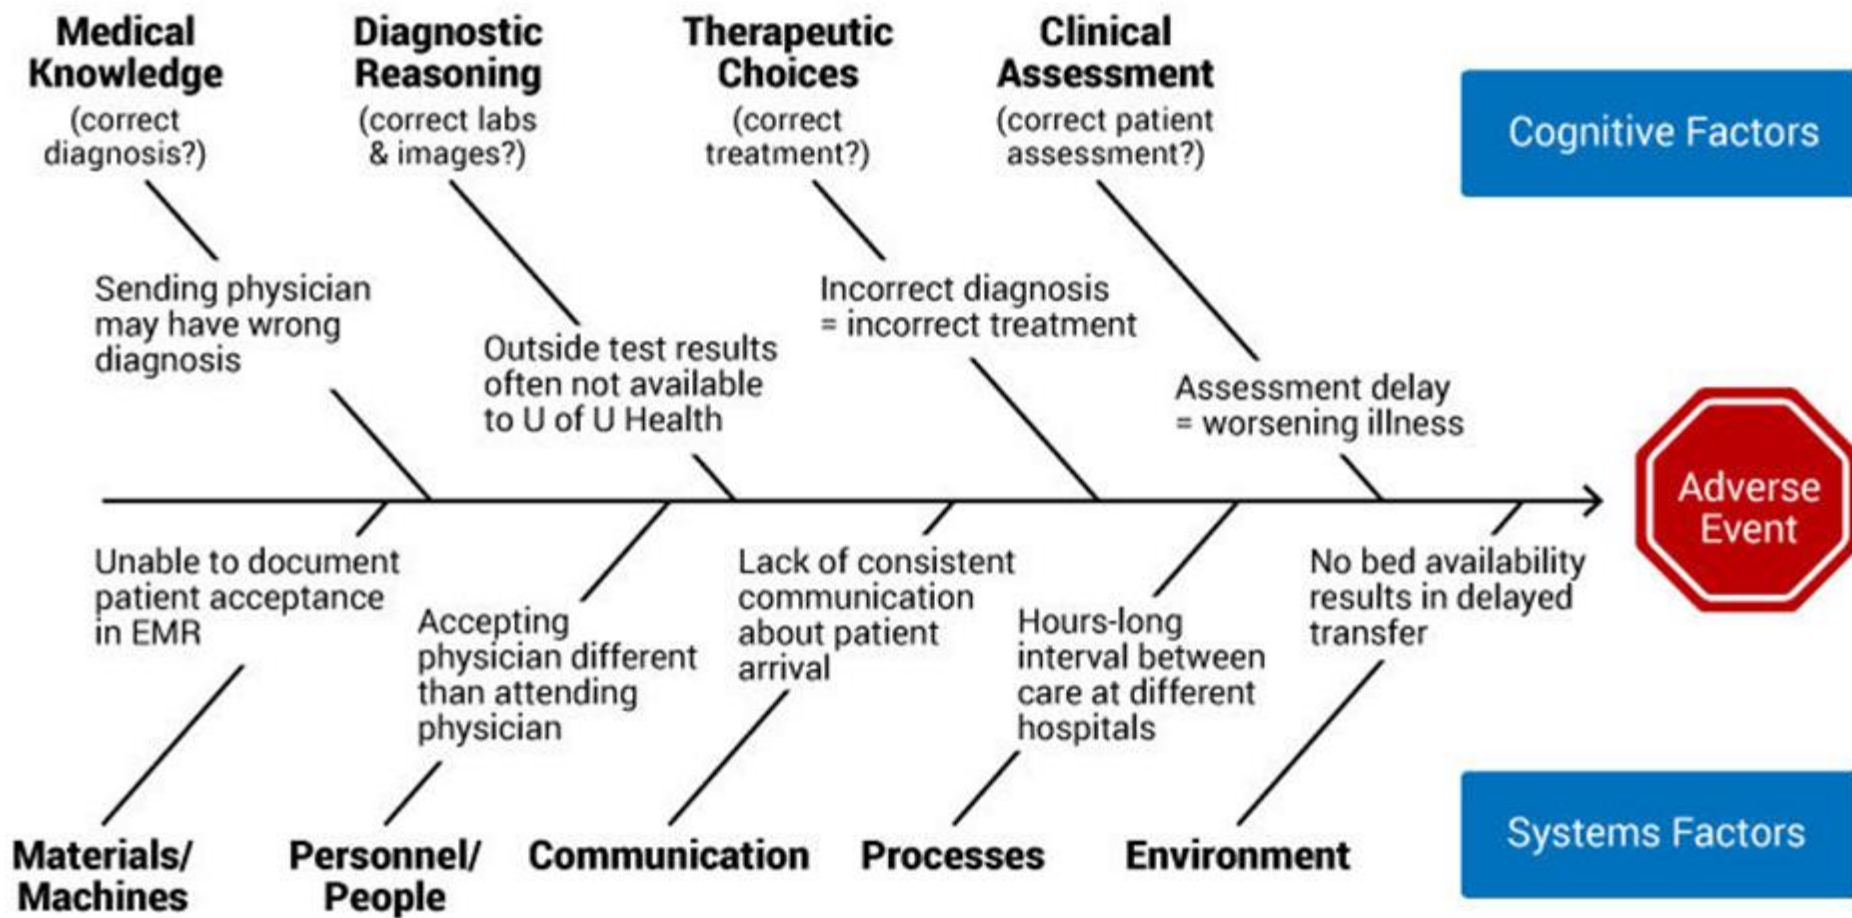 Medical
Knowledge
(correct
diagnosis?)
Diagnostic
Reasoning
(correct labs
& images?)
Therapeutic
Choices
(correct
treatment?)
Clinical
Assessment
(correct patient
assessment?)
Cognitive Factors
Sending physician
may have wrong
diagnosis
Outside test results
often not available
to U of U Health
Incorrect diagnosis
= incorrect treatment
Assessment delay
= worsening illness
Adverse
Event
Unable to document
patient acceptance
in EMR
Accepting
physician different
than attending
physician
Lack of consistent
communication
about patient
arrival
Hours-long
interval between
care at different
hospitals
No bed availability
results in delayed
transfer
Materials/
Machines
Personnel/
People
Communication
Processes
Environment
Systems Factors